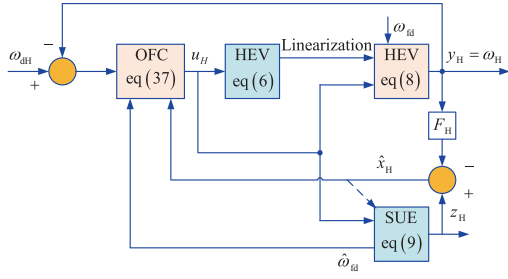 − ω_fd
ω_dH OFC u_H HEV Linearization HEV y_H = ω_H
+ eq (37) eq (6) eq (8)
F_H
x̂_H −
+
SUE z_H
eq (9)
ω̂_fd